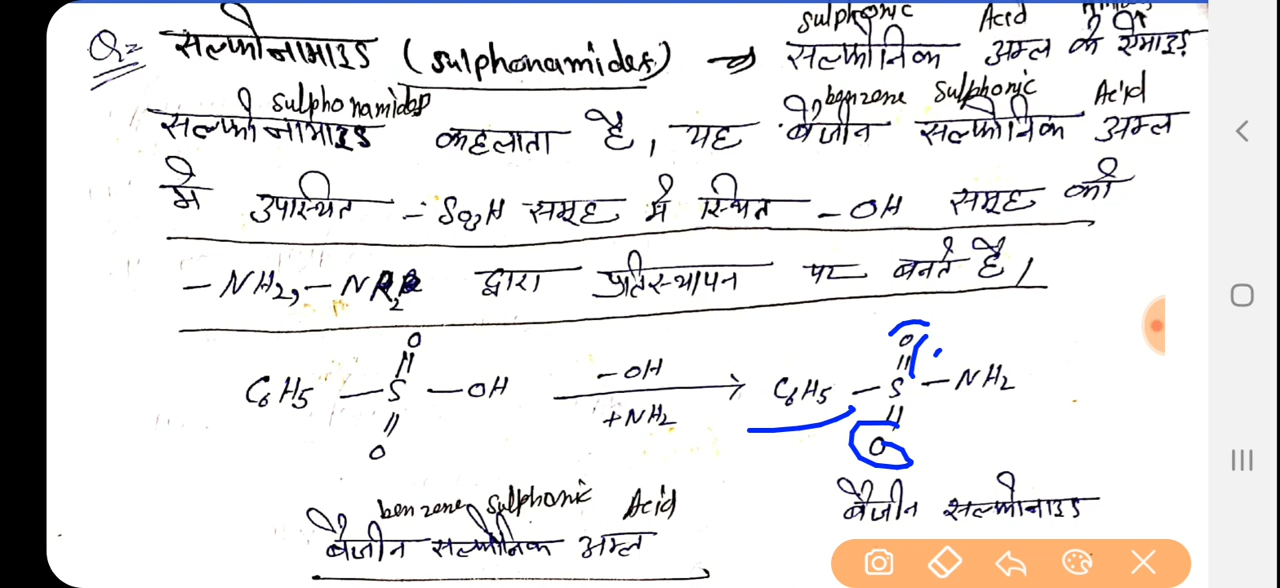 Q= सल्फोनामाइड (sulphonamides) → सल्फोनिक अम्ल के एमाइड
sulphonic Acid
सल्फोनामाइड कहलाता है, यह बेंजीन सल्फोनिक अम्ल
sulphonamides benzene sulphonic Acid
में उपस्थित -SO3H समूह में स्थित -OH समूह को
-NH2, -NR2 द्वारा प्रतिस्थापन पर बनते है।
O O
C6H5 — S — OH -OH → C6H5 — S — NH2
+NH2
O O
benzene sulphonic Acid
बेंजीन सल्फोनिक अम्ल बेंजीन सल्फोनाइड